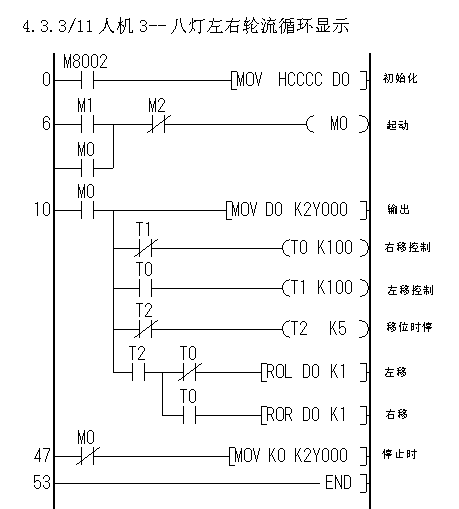 4.3.3/11人机3--八灯左右轮流循环显示
M8002
0 MOV HCCCC D0 初始化
M1 M2
6 M0 起动
M0
M0
10 MOV D0 K2Y000 输出
T1
T0 K100 右移控制
T0
T1 K100 左移控制
T2
T2 K5 移位时停
T2 T0
ROL D0 K1 左移
T0
ROR D0 K1 右移
M0
47 MOV K0 K2Y000 停止时
53 END